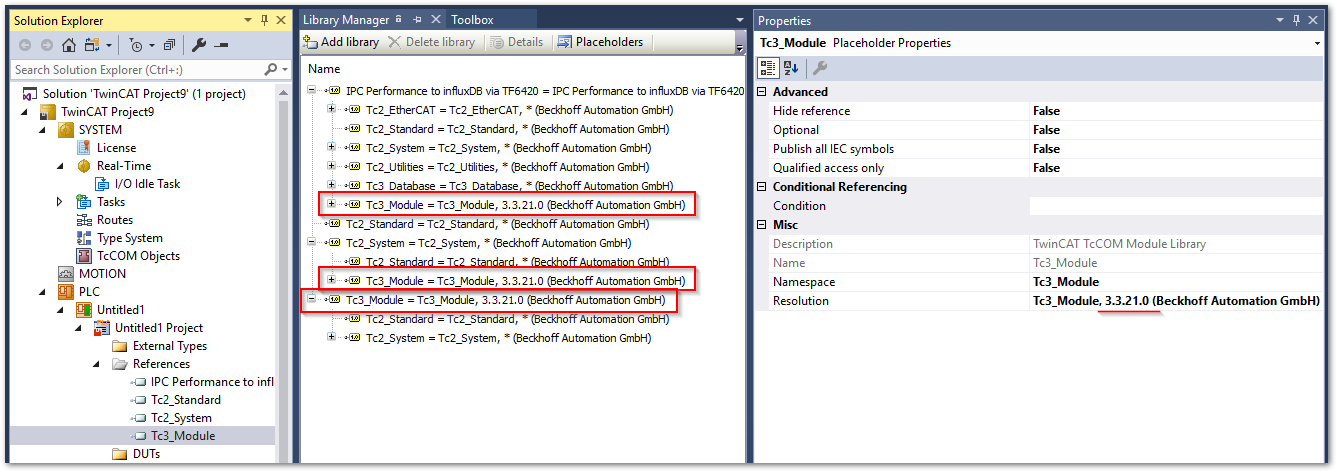 Solution Explorer
Search Solution Explorer (Ctrl+;)
Solution 'TwinCAT Project9' (1 project)
TwinCAT Project9
SYSTEM
License
Real-Time
I/O Idle Task
Tasks
Routes
Type System
TcCOM Objects
MOTION
PLC
Untitled1
Untitled1 Project
External Types
References
IPC Performance to infl
Tc2_Standard
Tc2_System
Tc3_Module
DUTs
Library Manager
Toolbox
Add library
Delete library
Details
Placeholders
Name
IPC Performance to influxDB via TF6420 = IPC Performance to influxDB via TF6420
Tc2_EtherCAT = Tc2_EtherCAT, * (Beckhoff Automation GmbH)
Tc2_Standard = Tc2_Standard, * (Beckhoff Automation GmbH)
Tc2_System = Tc2_System, * (Beckhoff Automation GmbH)
Tc2_Utilities = Tc2_Utilities, * (Beckhoff Automation GmbH)
Tc3_Database = Tc3_Database, * (Beckhoff Automation GmbH)
Tc3_Module = Tc3_Module, 3.3.21.0 (Beckhoff Automation GmbH)
Tc2_Standard = Tc2_Standard, * (Beckhoff Automation GmbH)
Tc2_System = Tc2_System, * (Beckhoff Automation GmbH)
Tc2_Standard = Tc2_Standard, * (Beckhoff Automation GmbH)
Tc3_Module = Tc3_Module, 3.3.21.0 (Beckhoff Automation GmbH)
Tc3_Module = Tc3_Module, 3.3.21.0 (Beckhoff Automation GmbH)
Tc2_Standard = Tc2_Standard, * (Beckhoff Automation GmbH)
Tc2_System = Tc2_System, * (Beckhoff Automation GmbH)
Properties
Tc3_Module Placeholder Properties
Advanced
Hide reference False
Optional False
Publish all IEC symbols False
Qualified access only False
Conditional Referencing
Condition
Misc
Description TwinCAT TcCOM Module Library
Name Tc3_Module
Namespace Tc3_Module
Resolution Tc3_Module, 3.3.21.0 (Beckhoff Automation GmbH)